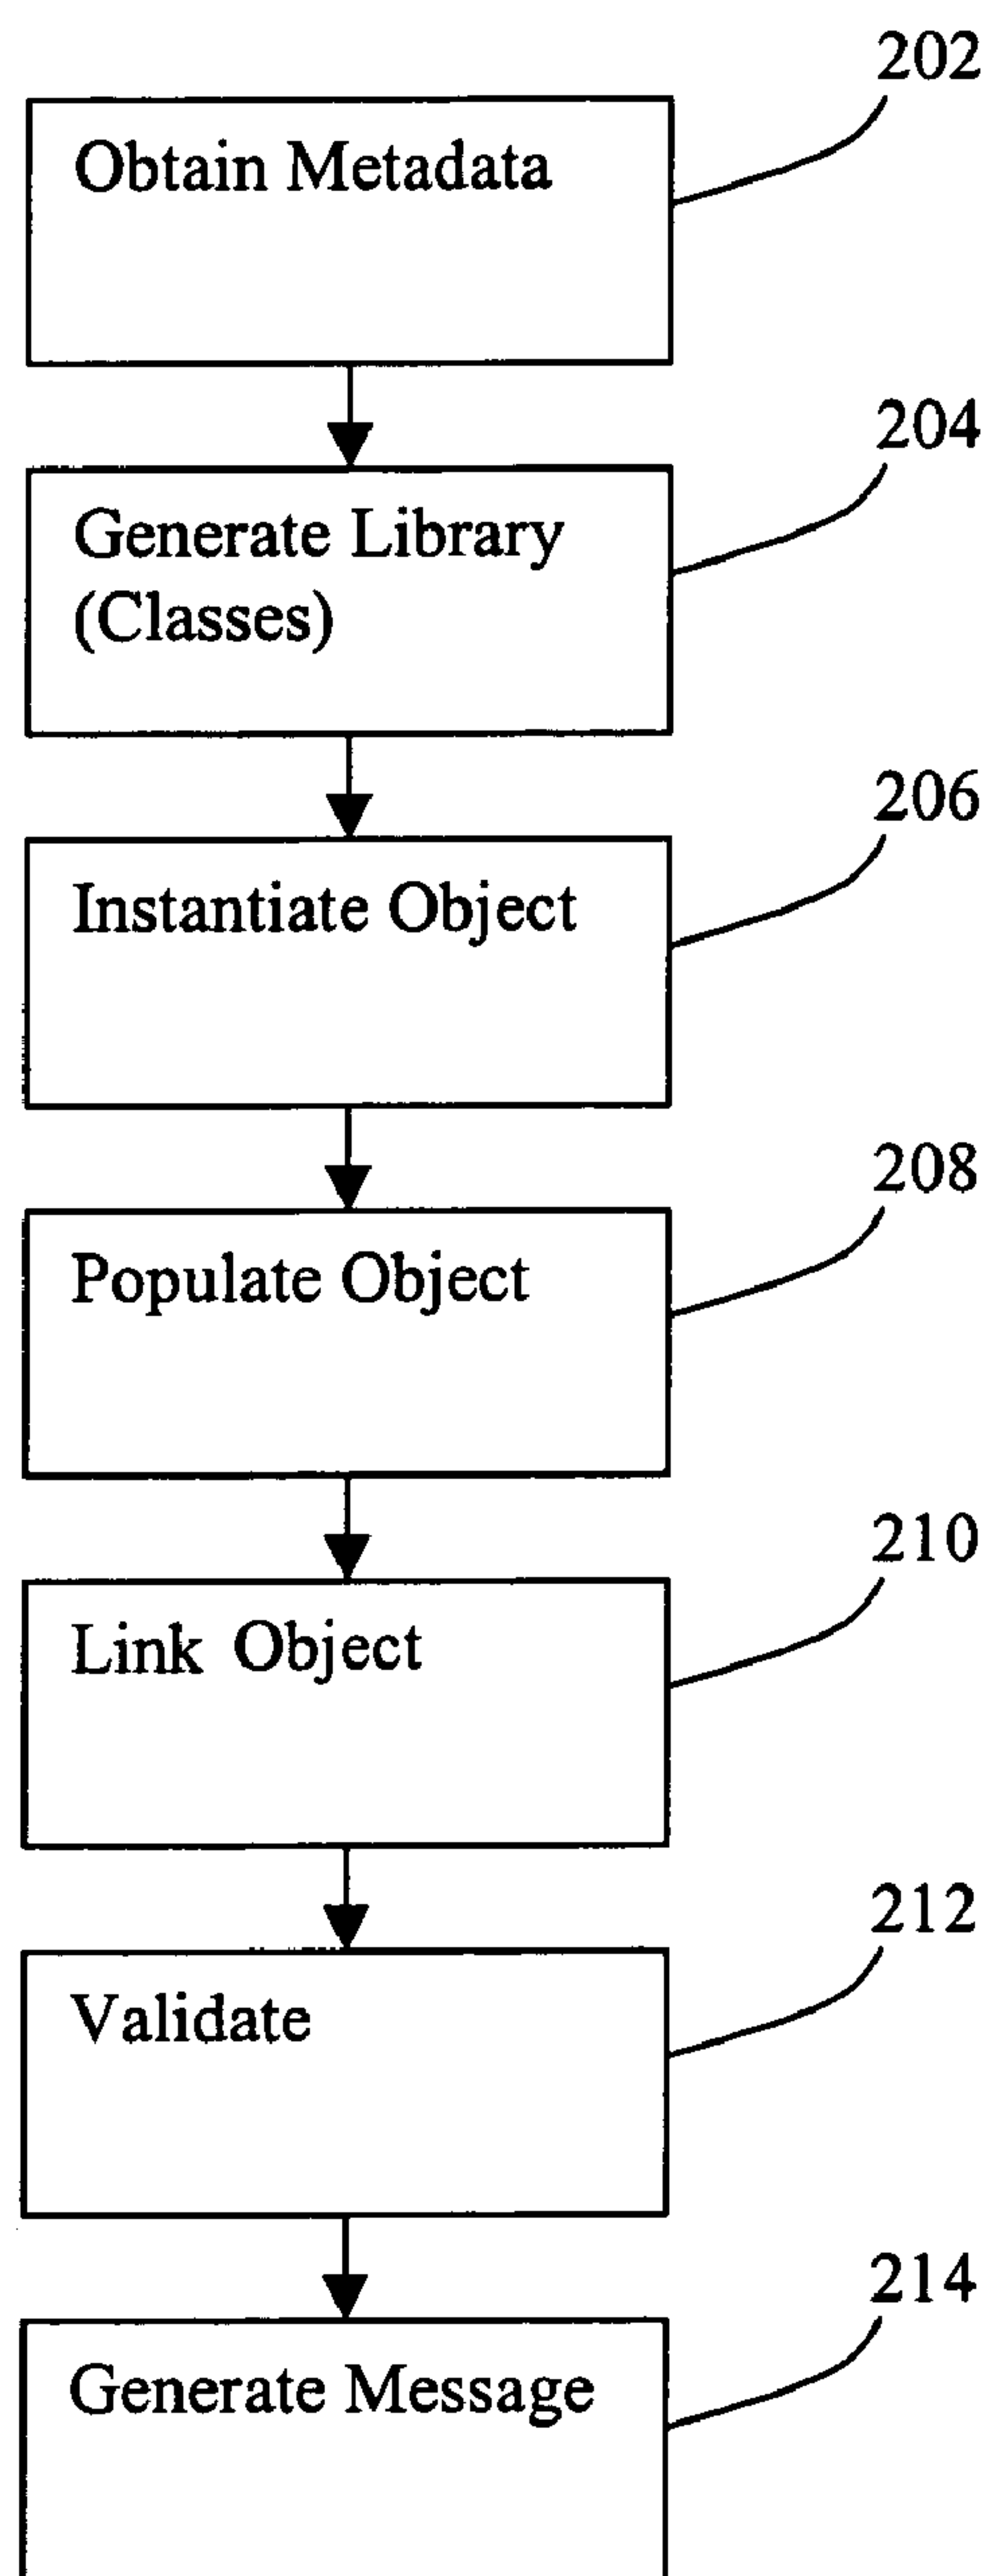 202
Obtain Metadata
204
Generate Library
(Classes)
206
Instantiate Object
208
Populate Object
210
Link Object
212
Validate
214
Generate Message